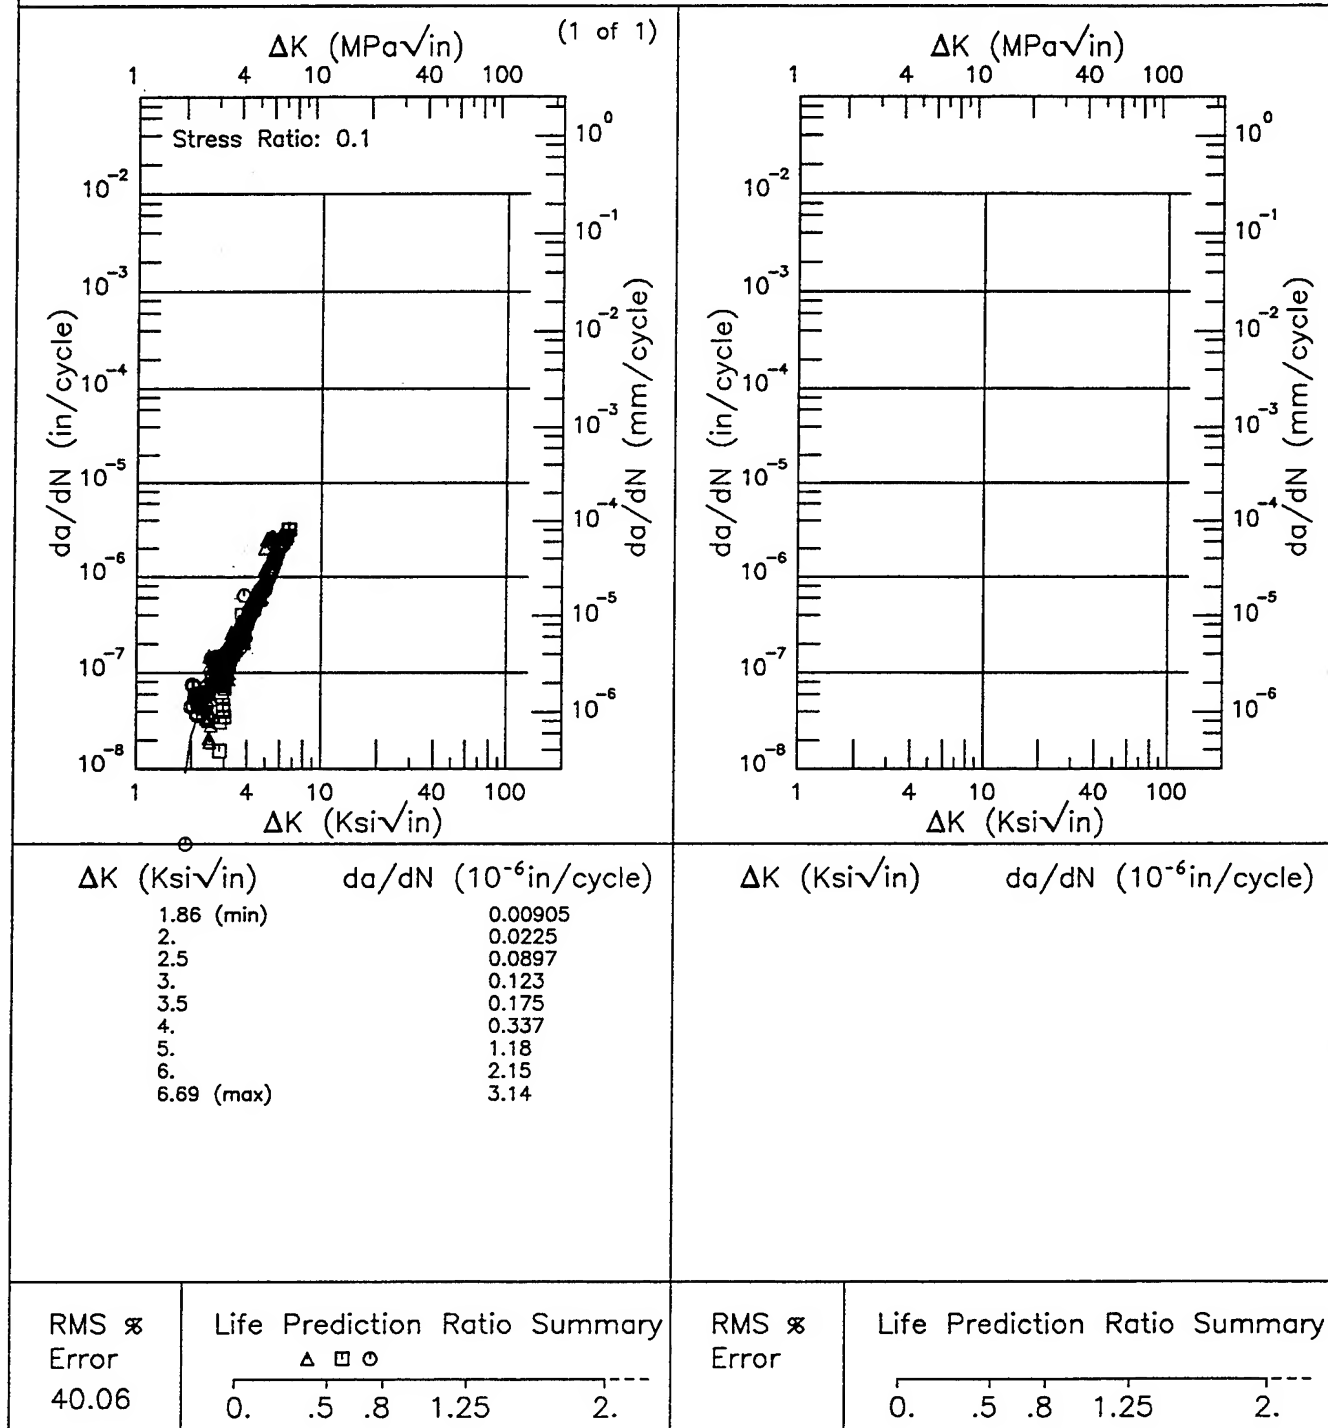 (1 of 1)
ΔK (MPa√in)
1 4 10 40 100
Stress Ratio: 0.1
da/dN (in/cycle)
10⁻²
10⁻³
10⁻⁴
10⁻⁵
10⁻⁶
10⁻⁷
10⁻⁸
10⁰
10⁻¹
10⁻²
10⁻³
10⁻⁴
10⁻⁵
10⁻⁶
da/dN (mm/cycle)
1 4 10 40 100
ΔK (Ksi√in)
ΔK (MPa√in)
1 4 10 40 100
da/dN (in/cycle)
10⁻²
10⁻³
10⁻⁴
10⁻⁵
10⁻⁶
10⁻⁷
10⁻⁸
10⁰
10⁻¹
10⁻²
10⁻³
10⁻⁴
10⁻⁵
10⁻⁶
da/dN (mm/cycle)
1 4 10 40 100
ΔK (Ksi√in)
ΔK (Ksi√in) da/dN (10⁻⁶in/cycle)
1.86 (min) 0.00905
2. 0.0225
2.5 0.0897
3. 0.123
3.5 0.175
4. 0.337
5. 1.18
6. 2.15
6.69 (max) 3.14
ΔK (Ksi√in) da/dN (10⁻⁶in/cycle)
RMS %
Error
40.06
Life Prediction Ratio Summary
0. .5 .8 1.25 2.
RMS %
Error
Life Prediction Ratio Summary
0. .5 .8 1.25 2.